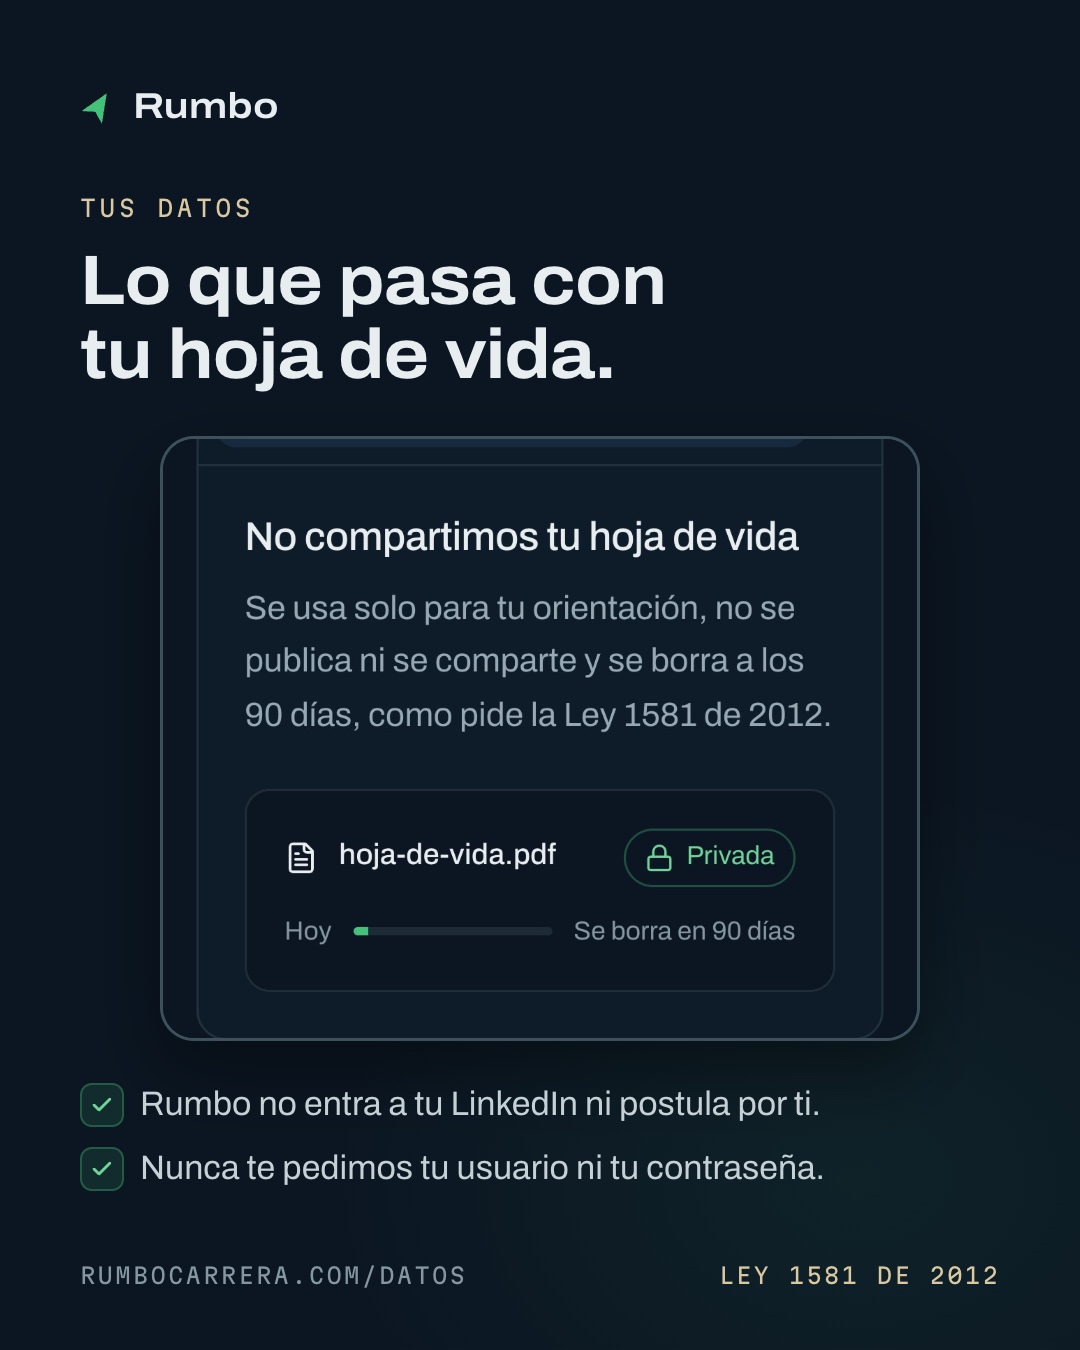 Rumbo
TUS DATOS
Lo que pasa con
tu hoja de vida.
No compartimos tu hoja de vida
Se usa solo para tu orientación, no se
publica ni se comparte y se borra a los
90 días, como pide la Ley 1581 de 2012.
hoja-de-vida.pdf
Privada
Hoy
Se borra en 90 días
Rumbo no entra a tu LinkedIn ni postula por ti.
Nunca te pedimos tu usuario ni tu contraseña.
RUMBOCARRERA.COM/DATOS
LEY 1581 DE 2012